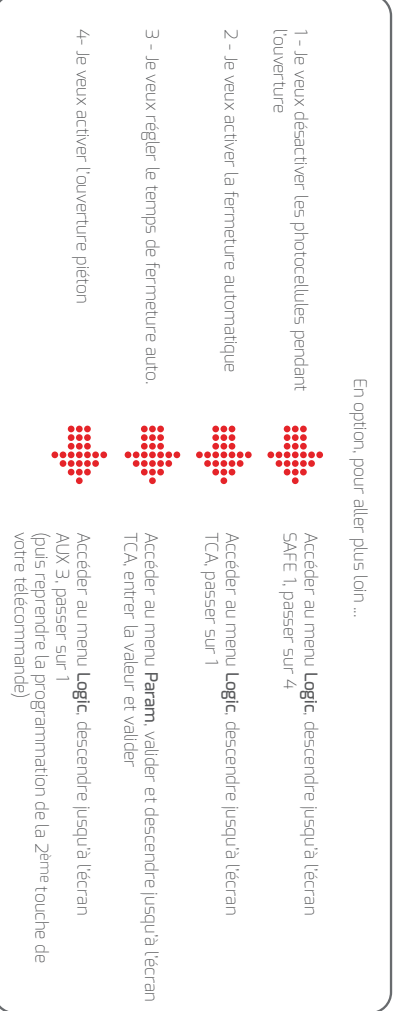 En option, pour aller plus loin ...
1 - Je veux désactiver les photocellules pendant
l'ouverture
Accéder au menu Logic, descendre jusqu'à l'écran
SAFE 1, passer sur 4
2 - Je veux activer la fermeture automatique
Accéder au menu Logic, descendre jusqu'à l'écran
TCA, passer sur 1
3 - Je veux régler le temps de fermeture auto.
Accéder au menu Param, valider et descendre jusqu'à l'écran
TCA, entrer la valeur et valider
4- Je veux activer l'ouverture piéton
Accéder au menu Logic, descendre jusqu'à l'écran
AUX 3, passer sur 1
(puis reprendre la programmation de la 2ème touche de
votre télécommande)